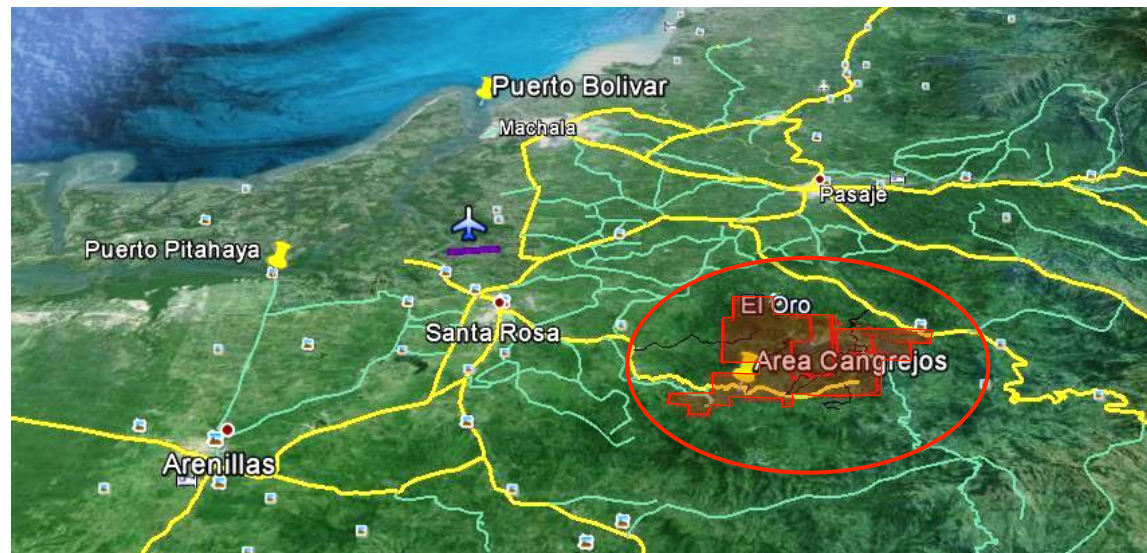 Puerto Bolivar
Machala
Pasaje
Puerto Pitahaya
El Oro
Santa Rosa
Area Cangrejos
Arenillas